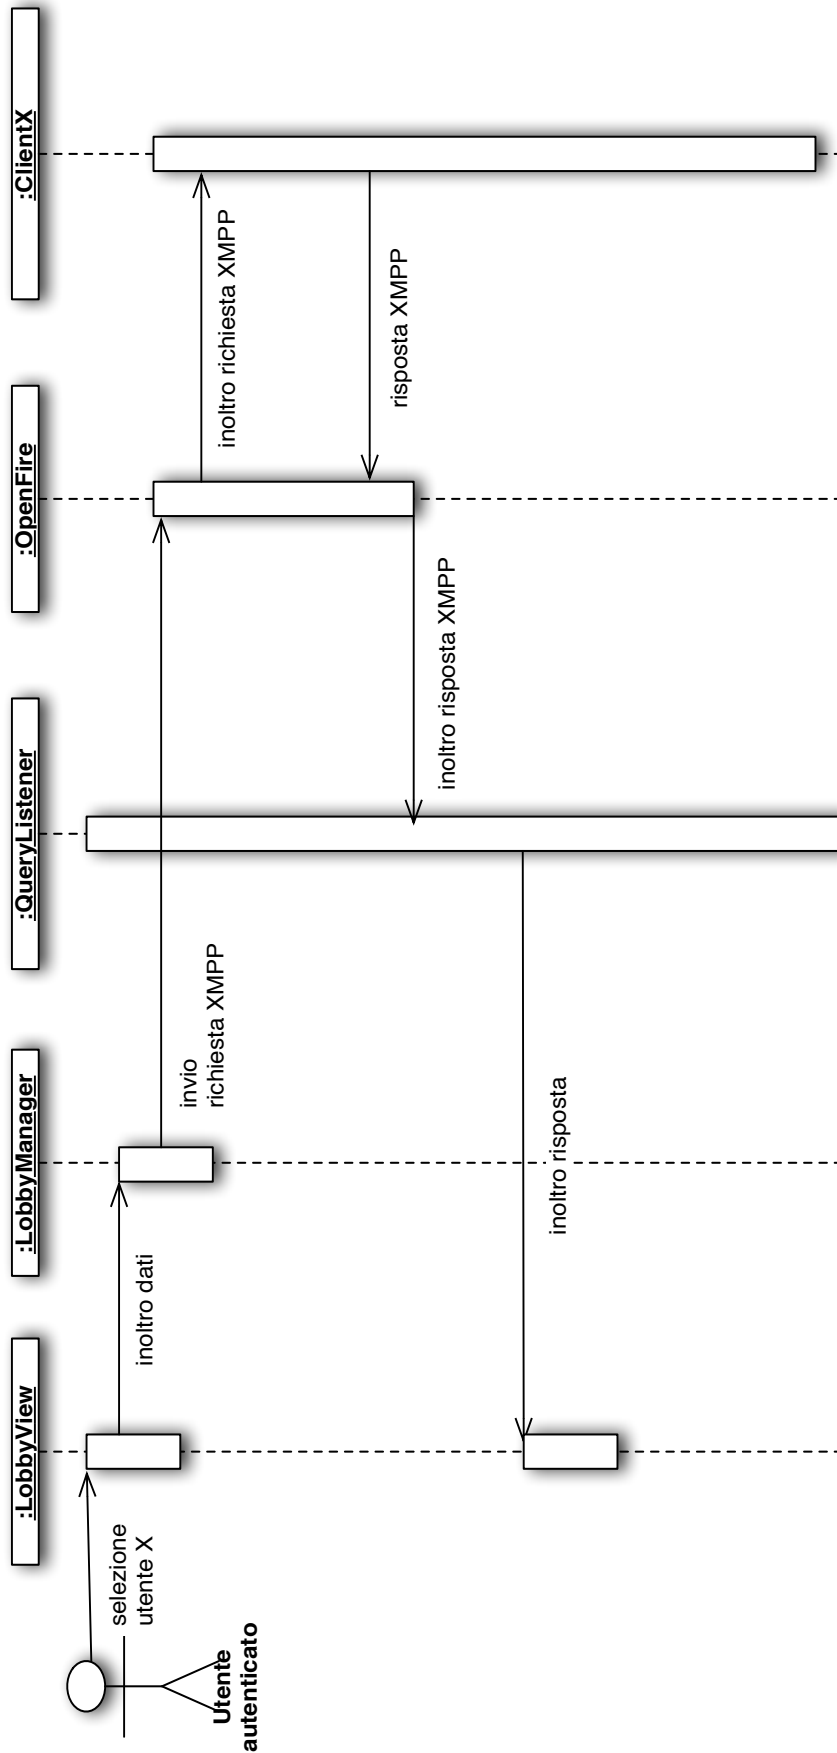 :LobbyView
:LobbyManager
:QueryListener
:OpenFire
:ClientX
Utente
autenticato
selezione
utente X
inoltro dati
invio
richiesta XMPP
inoltro richiesta XMPP
risposta XMPP
inoltro risposta XMPP
inoltro risposta